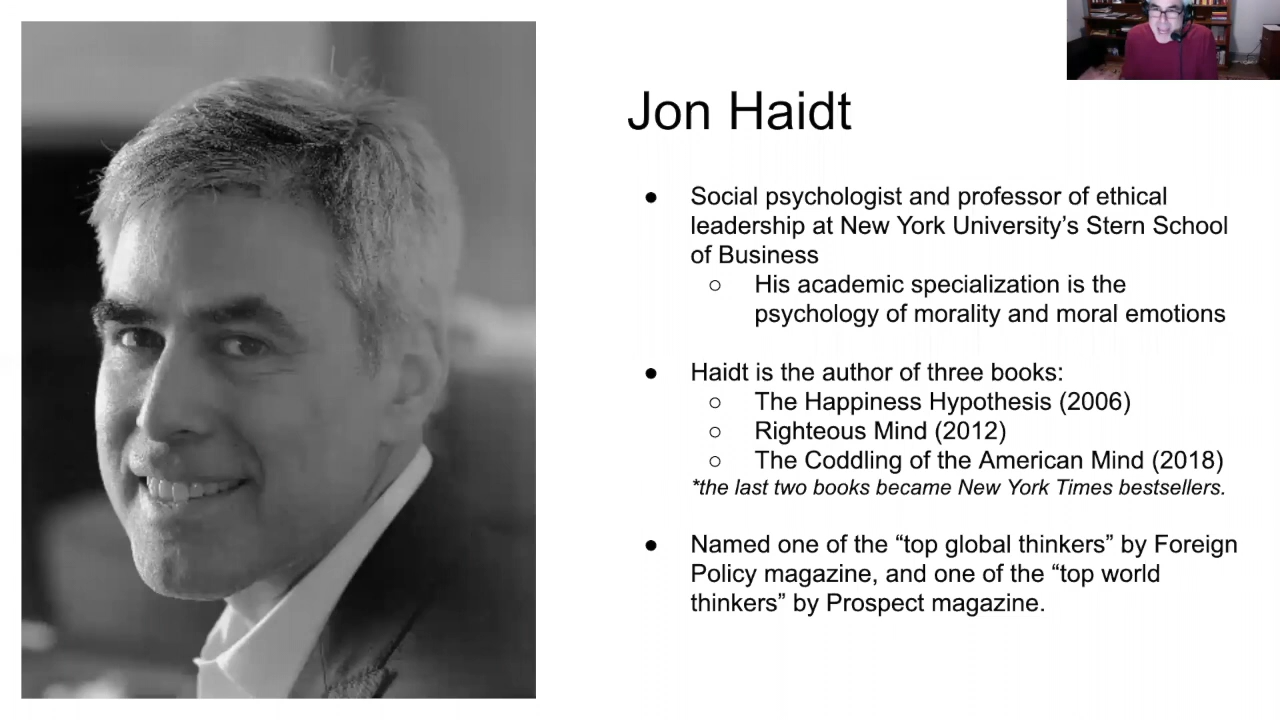 Jon Haidt
● Social psychologist and professor of ethical
leadership at New York University’s Stern School
of Business
○ His academic specialization is the
psychology of morality and moral emotions
● Haidt is the author of three books:
○ The Happiness Hypothesis (2006)
○ Righteous Mind (2012)
○ The Coddling of the American Mind (2018)
*the last two books became New York Times bestsellers.
● Named one of the “top global thinkers” by Foreign
Policy magazine, and one of the “top world
thinkers” by Prospect magazine.